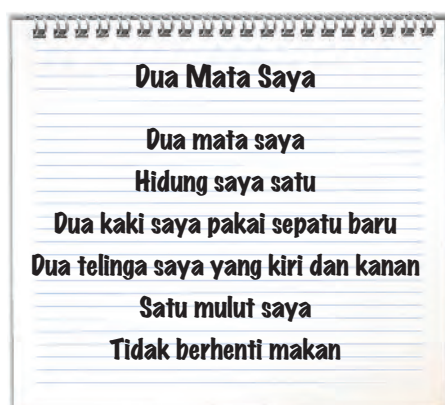 Dua Mata Saya
Dua mata saya
Hidung saya satu
Dua kaki saya pakai sepatu baru
Dua telinga saya yang kiri dan kanan
Satu mulut saya
Tidak berhenti makan